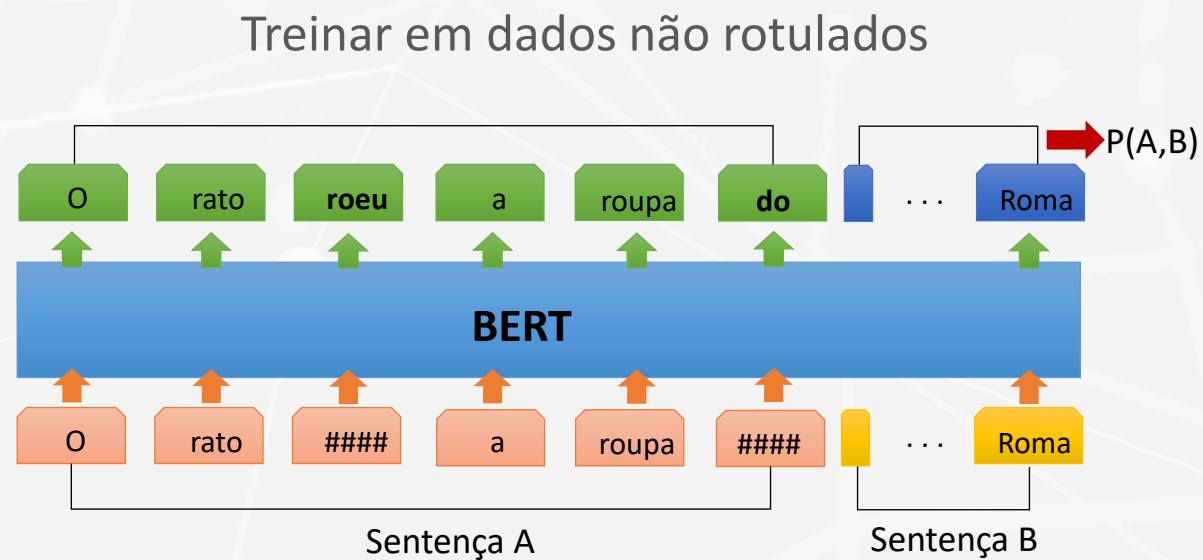 Treinar em dados não rotulados
P(A,B)
O rato roeu a roupa do . . . Roma
BERT
O rato #### a roupa #### . . . Roma
Sentença A Sentença B